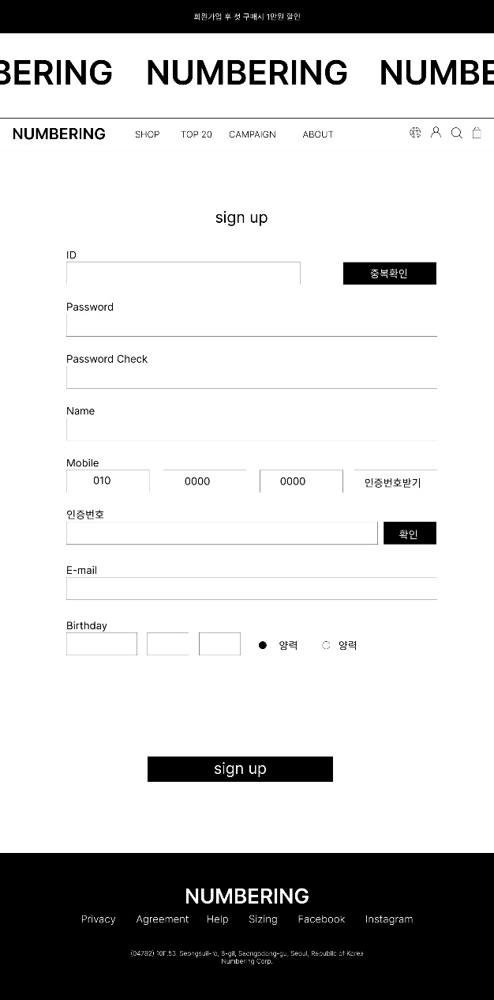 회원가입 후 첫 구매시 1만원 할인
BERING NUMBERING NUMBE
NUMBERING SHOP TOP 20 CAMPAIGN ABOUT
sign up
ID
중복확인
Password
Password Check
Name
Mobile
010 0000 0000 인증번호받기
인증번호
확인
E-mail
Birthday
양력 양력
sign up
NUMBERING
Privacy Agreement Help Sizing Facebook Instagram
(04782) 10F,53, Seongsuil-ro, 6-gil, Seongodong-gu, Seoul, Republic of Korea
Numbering Corp.